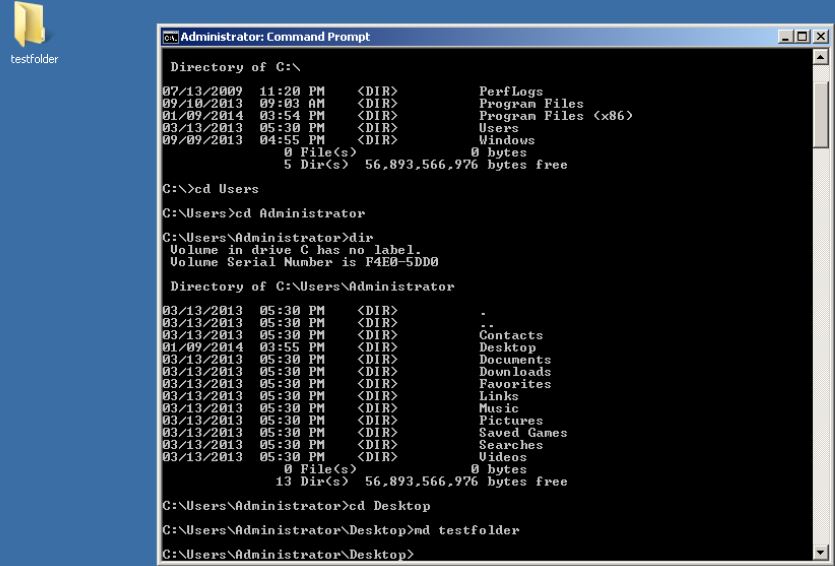 testfolder
Administrator: Command Prompt
Directory of C:\
07/13/2009  11:20 PM    <DIR>          PerfLogs
09/10/2013  09:03 AM    <DIR>          Program Files
01/09/2014  03:54 PM    <DIR>          Program Files (x86)
03/13/2013  05:30 PM    <DIR>          Users
09/09/2013  04:55 PM    <DIR>          Windows
0 File(s)              0 bytes
5 Dir(s)  56,893,566,976 bytes free
C:\>cd Users
C:\Users>cd Administrator
C:\Users\Administrator>dir
Volume in drive C has no label.
Volume Serial Number is F4E0-5DD0
Directory of C:\Users\Administrator
03/13/2013  05:30 PM    <DIR>          .
03/13/2013  05:30 PM    <DIR>          ..
03/13/2013  05:30 PM    <DIR>          Contacts
01/09/2014  03:55 PM    <DIR>          Desktop
03/13/2013  05:30 PM    <DIR>          Documents
03/13/2013  05:30 PM    <DIR>          Downloads
03/13/2013  05:30 PM    <DIR>          Favorites
03/13/2013  05:30 PM    <DIR>          Links
03/13/2013  05:30 PM    <DIR>          Music
03/13/2013  05:30 PM    <DIR>          Pictures
03/13/2013  05:30 PM    <DIR>          Saved Games
03/13/2013  05:30 PM    <DIR>          Searches
03/13/2013  05:30 PM    <DIR>          Videos
0 File(s)              0 bytes
13 Dir(s)  56,893,566,976 bytes free
C:\Users\Administrator>cd Desktop
C:\Users\Administrator\Desktop>md testfolder
C:\Users\Administrator\Desktop>